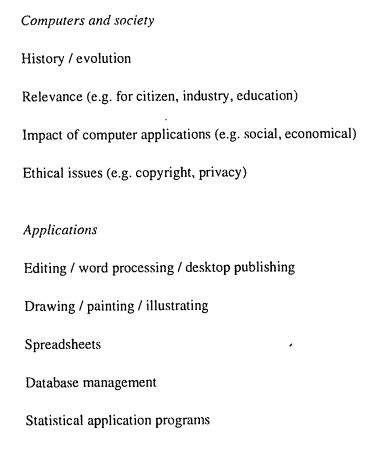 Computers and society
History / evolution
Relevance (e.g. for citizen, industry, education)
Impact of computer applications (e.g. social, economical)
Ethical issues (e.g. copyright, privacy)
Applications
Editing / word processing / desktop publishing
Drawing / painting / illustrating
Spreadsheets
Database management
Statistical application programs